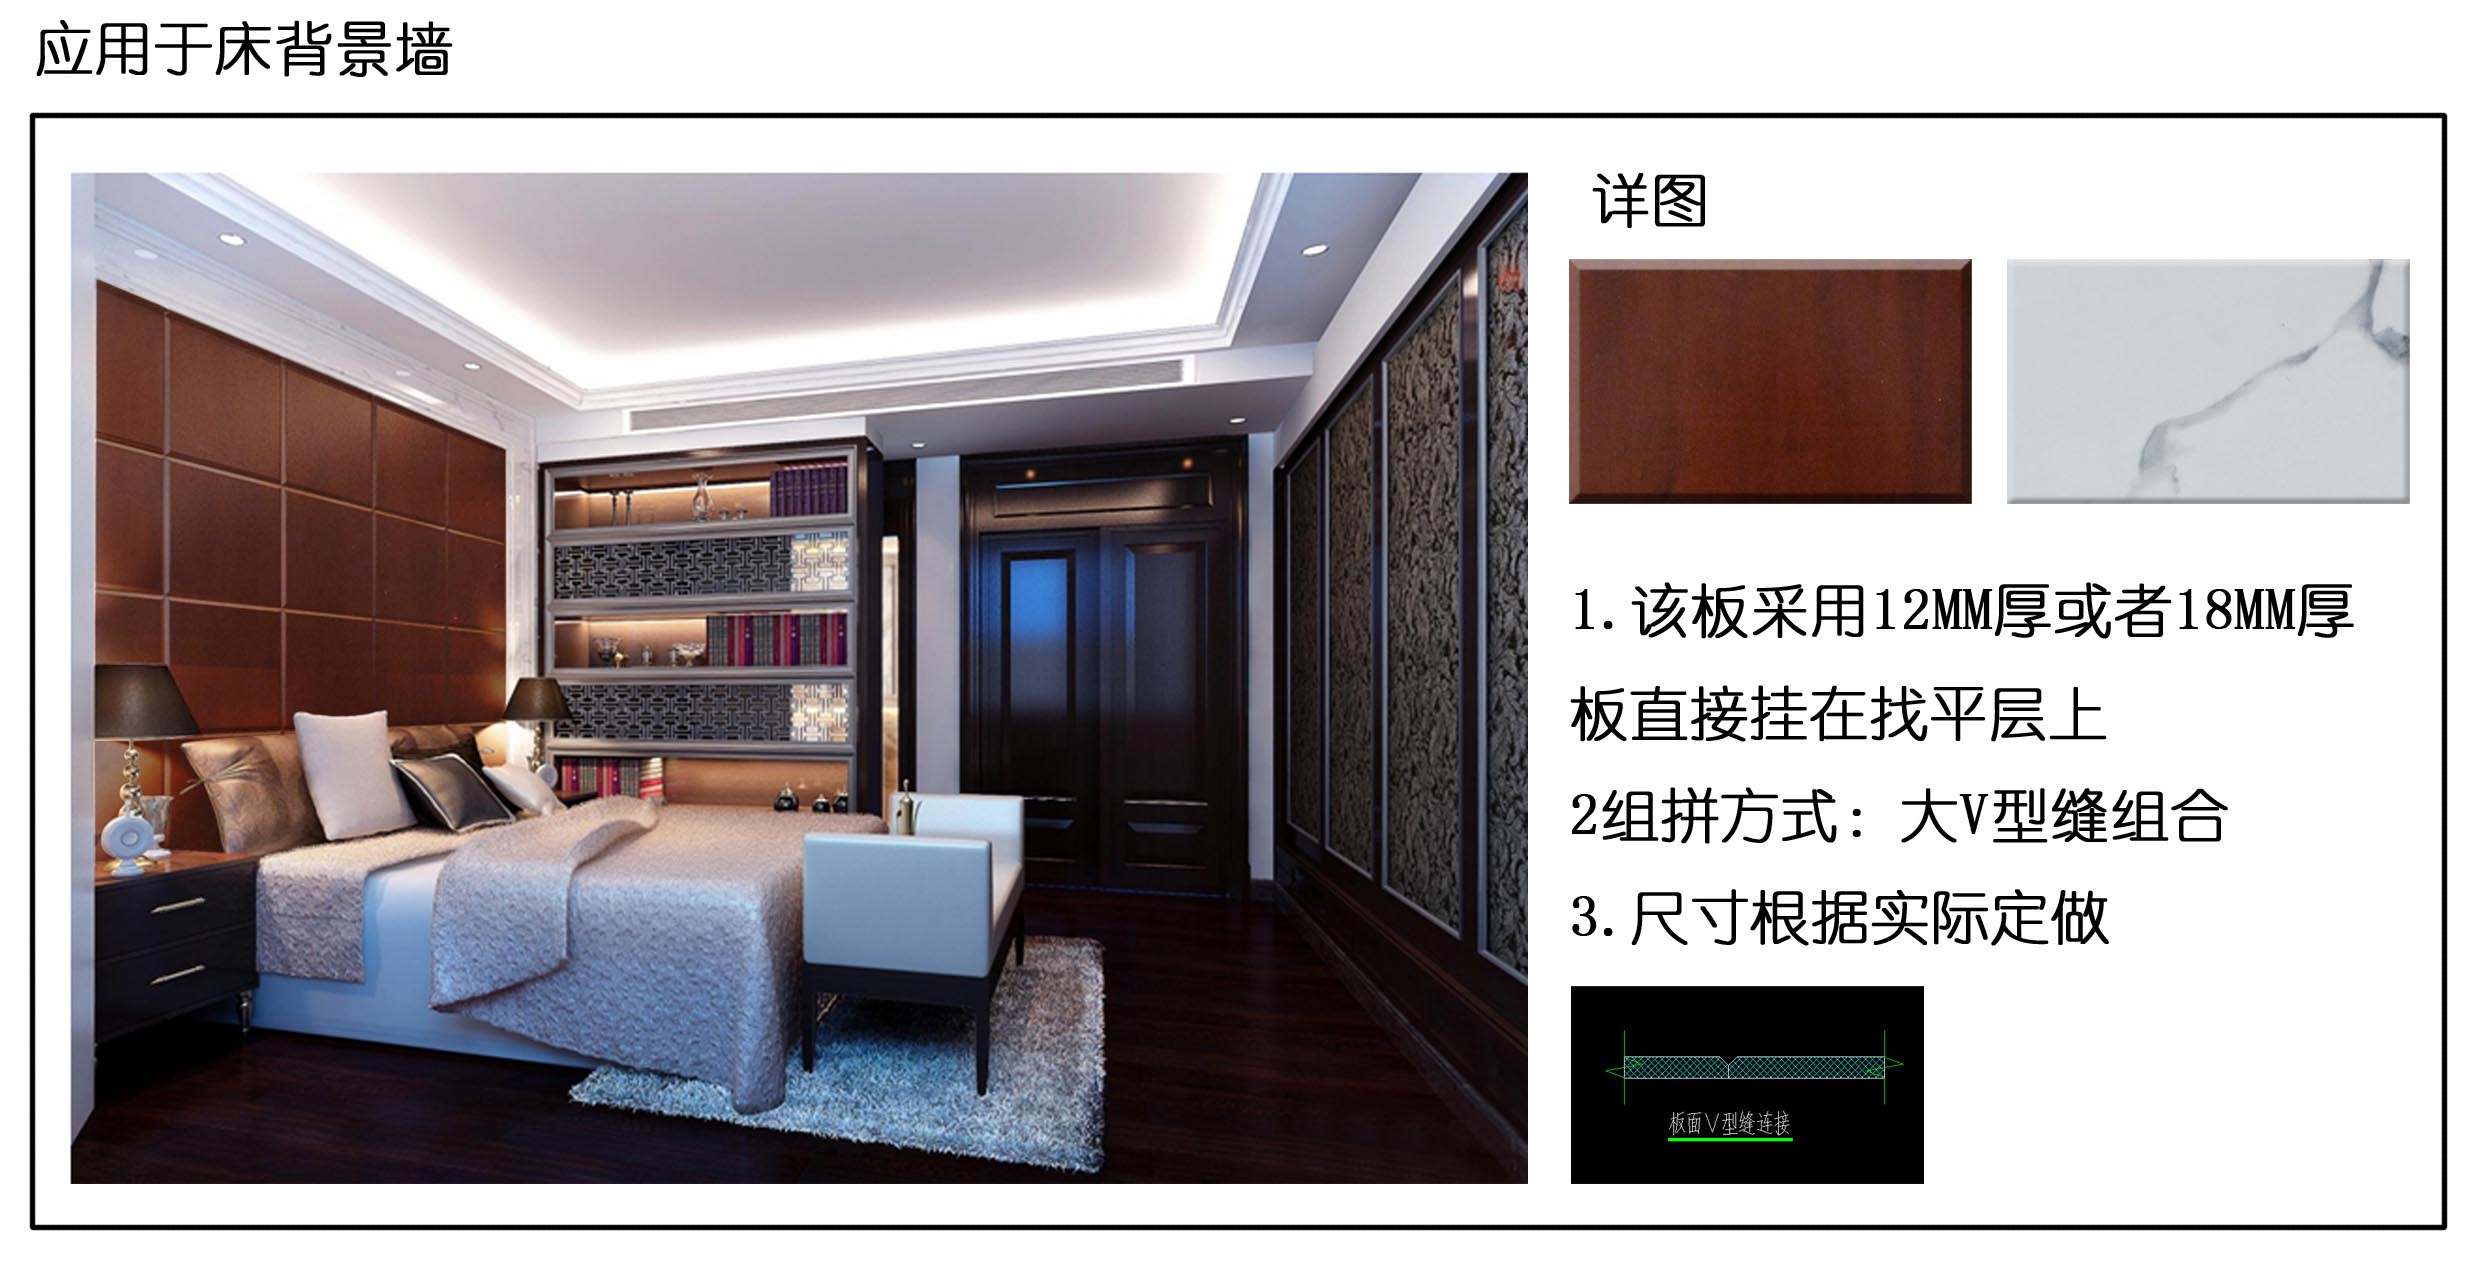 应用于床背景墙
详图
1.该板采用12MM厚或者18MM厚
板直接挂在找平层上
2组拼方式：大V型缝组合
3.尺寸根据实际定做
板面V型缝连接